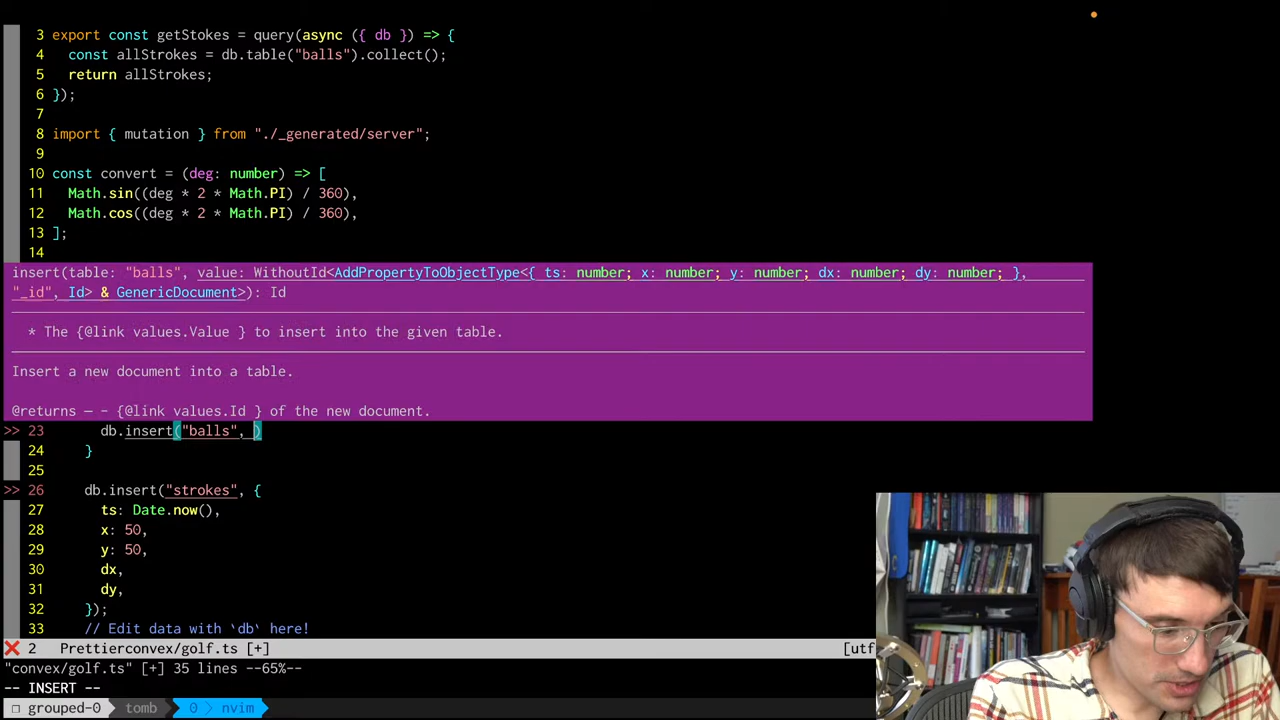 3 export const getStokes = query(async ({ db }) => {
4 const allStrokes = db.table("balls").collect();
5 return allStrokes;
6 });
7
8 import { mutation } from "./_generated/server";
9
10 const convert = (deg: number) => [
11 Math.sin((deg * 2 * Math.PI) / 360),
12 Math.cos((deg * 2 * Math.PI) / 360),
13 ];
14
insert(table: "balls", value: WithoutId<AddPropertyToObjectType<{ ts: number; x: number; y: number; dx: number; dy: number; },
"_id", Id> & GenericDocument>): Id
* The {@link values.Value } to insert into the given table.
Insert a new document into a table.
@returns — - {@link values.Id } of the new document.
>> 23 db.insert("balls", )
24 }
25
>> 26 db.insert("strokes", {
27 ts: Date.now(),
28 x: 50,
29 y: 50,
30 dx,
31 dy,
32 });
33 // Edit data with `db` here!
❌ 2 Prettierconvex/golf.ts [+] [utf
"convex/golf.ts" [+] 35 lines --65%--
-- INSERT --
grouped-0 tomb 0 > nvim